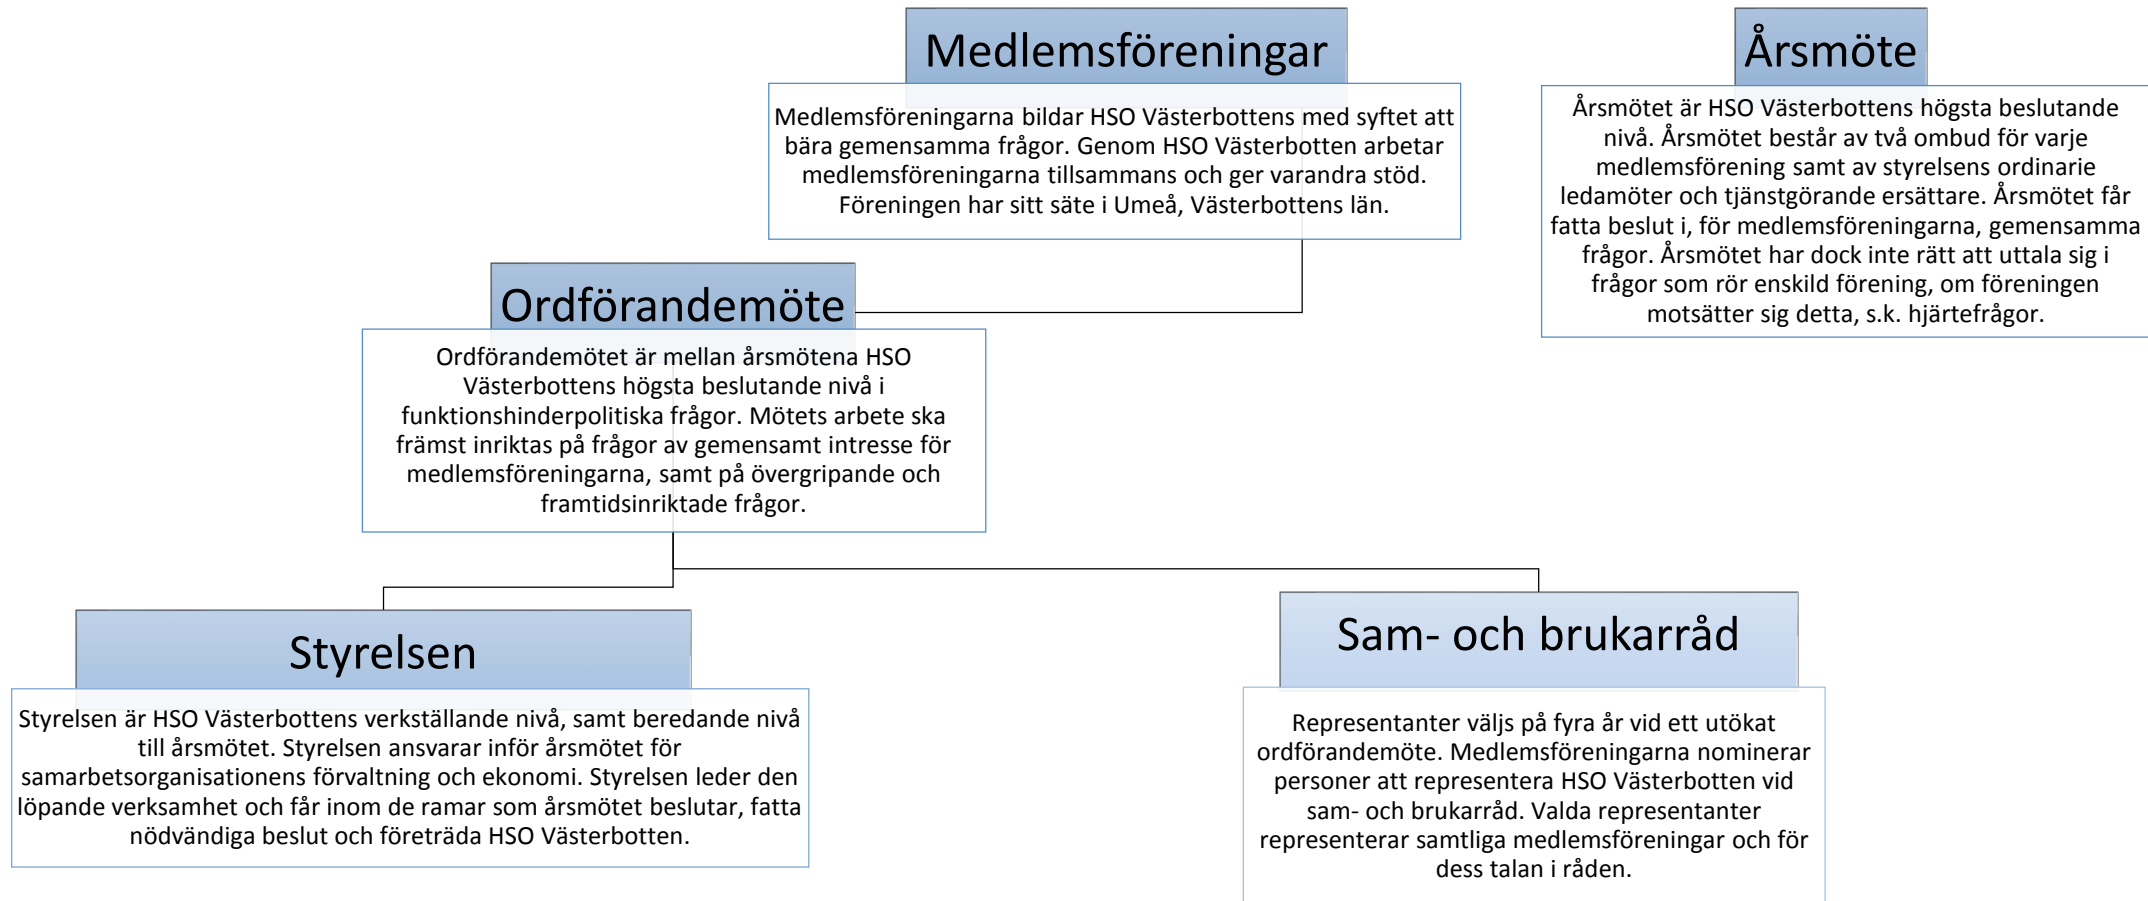 Medlemsföreningar
Medlemsföreningarna bildar HSO Västerbottens med syftet att
bära gemensamma frågor. Genom HSO Västerbotten arbetar
medlemsföreningarna tillsammans och ger varandra stöd.
Föreningen har sitt säte i Umeå, Västerbottens län.
Årsmöte
Årsmötet är HSO Västerbottens högsta beslutande
nivå. Årsmötet består av två ombud för varje
medlemsförening samt av styrelsens ordinarie
ledamöter och tjänstgörande ersättare. Årsmötet får
fatta beslut i, för medlemsföreningarna, gemensamma
frågor. Årsmötet har dock inte rätt att uttala sig i
frågor som rör enskild förening, om föreningen
motsätter sig detta, s.k. hjärtefrågor.
Ordförandemöte
Ordförandemötet är mellan årsmötena HSO
Västerbottens högsta beslutande nivå i
funktionshinderpolitiska frågor. Mötets arbete ska
främst inriktas på frågor av gemensamt intresse för
medlemsföreningarna, samt på övergripande och
framtidsinriktade frågor.
Styrelsen
Styrelsen är HSO Västerbottens verkställande nivå, samt beredande nivå
till årsmötet. Styrelsen ansvarar inför årsmötet för
samarbetsorganisationens förvaltning och ekonomi. Styrelsen leder den
löpande verksamhet och får inom de ramar som årsmötet beslutar, fatta
nödvändiga beslut och företräda HSO Västerbotten.
Sam- och brukarråd
Representanter väljs på fyra år vid ett utökat
ordförandemöte. Medlemsföreningarna nominerar
personer att representera HSO Västerbotten vid
sam- och brukarråd. Valda representanter
representerar samtliga medlemsföreningar och för
dess talan i råden.